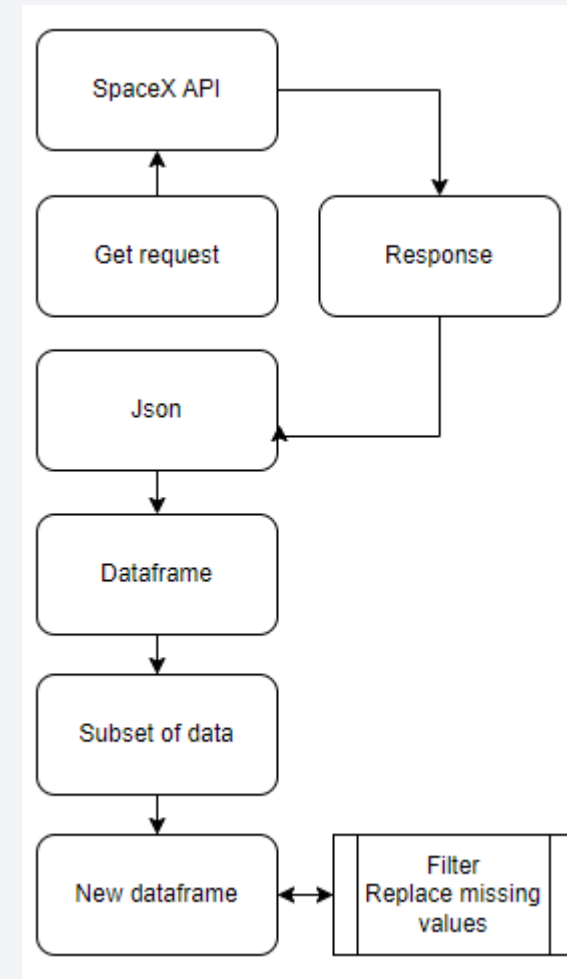 SpaceX API
Get request
Response
Json
Dataframe
Subset of data
New dataframe
Filter
Replace missing
values